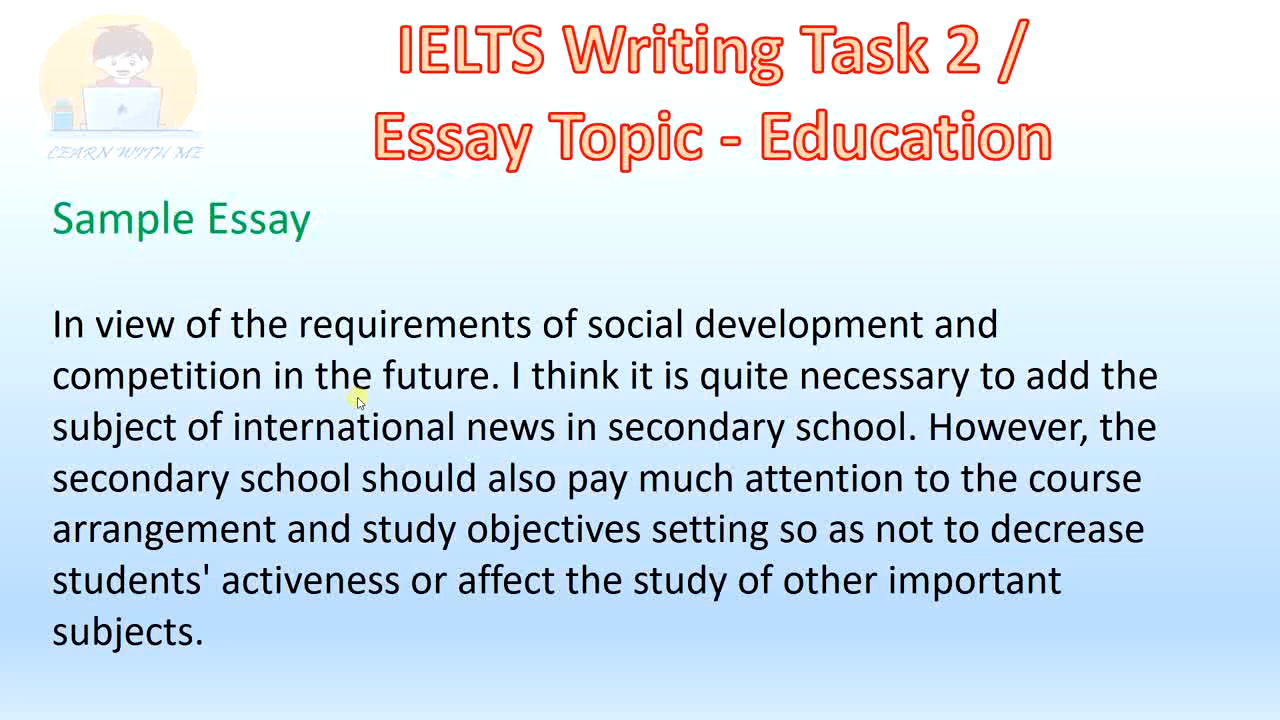 IELTS Writing Task 2 /
Essay Topic - Education
LEARN WITH ME
Sample Essay
In view of the requirements of social development and
competition in the future. I think it is quite necessary to add the
subject of international news in secondary school. However, the
secondary school should also pay much attention to the course
arrangement and study objectives setting so as not to decrease
students' activeness or affect the study of other important
subjects.